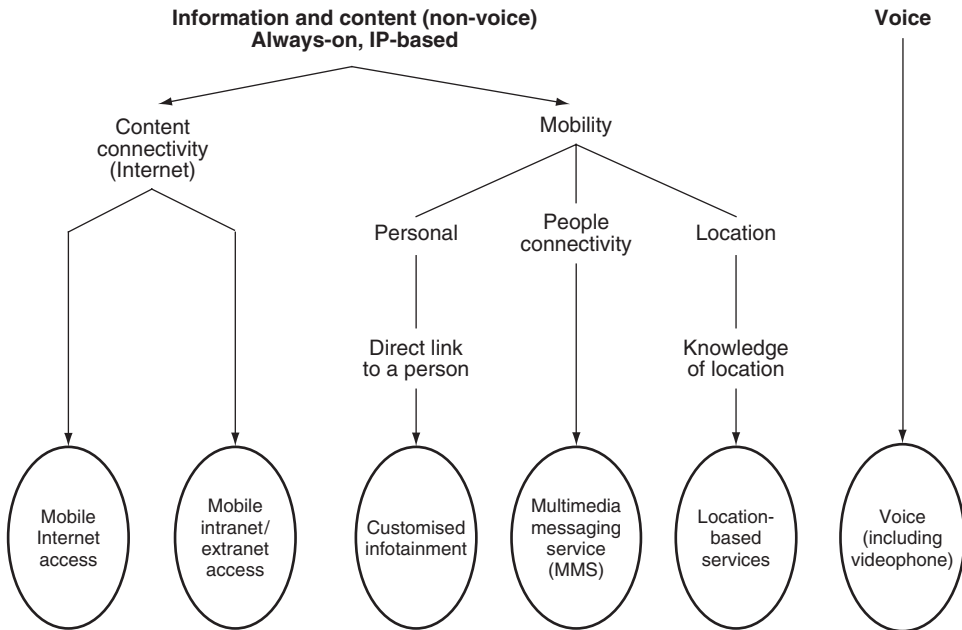 Information and content (non-voice)
Always-on, IP-based
Voice
Content
connectivity
(Internet)
Mobility
Personal
People
connectivity
Location
Direct link
to a person
Knowledge
of location
Mobile
Internet
access
Mobile
intranet/
extranet
access
Customised
infotainment
Multimedia
messaging
service
(MMS)
Location-
based
services
Voice
(including
videophone)